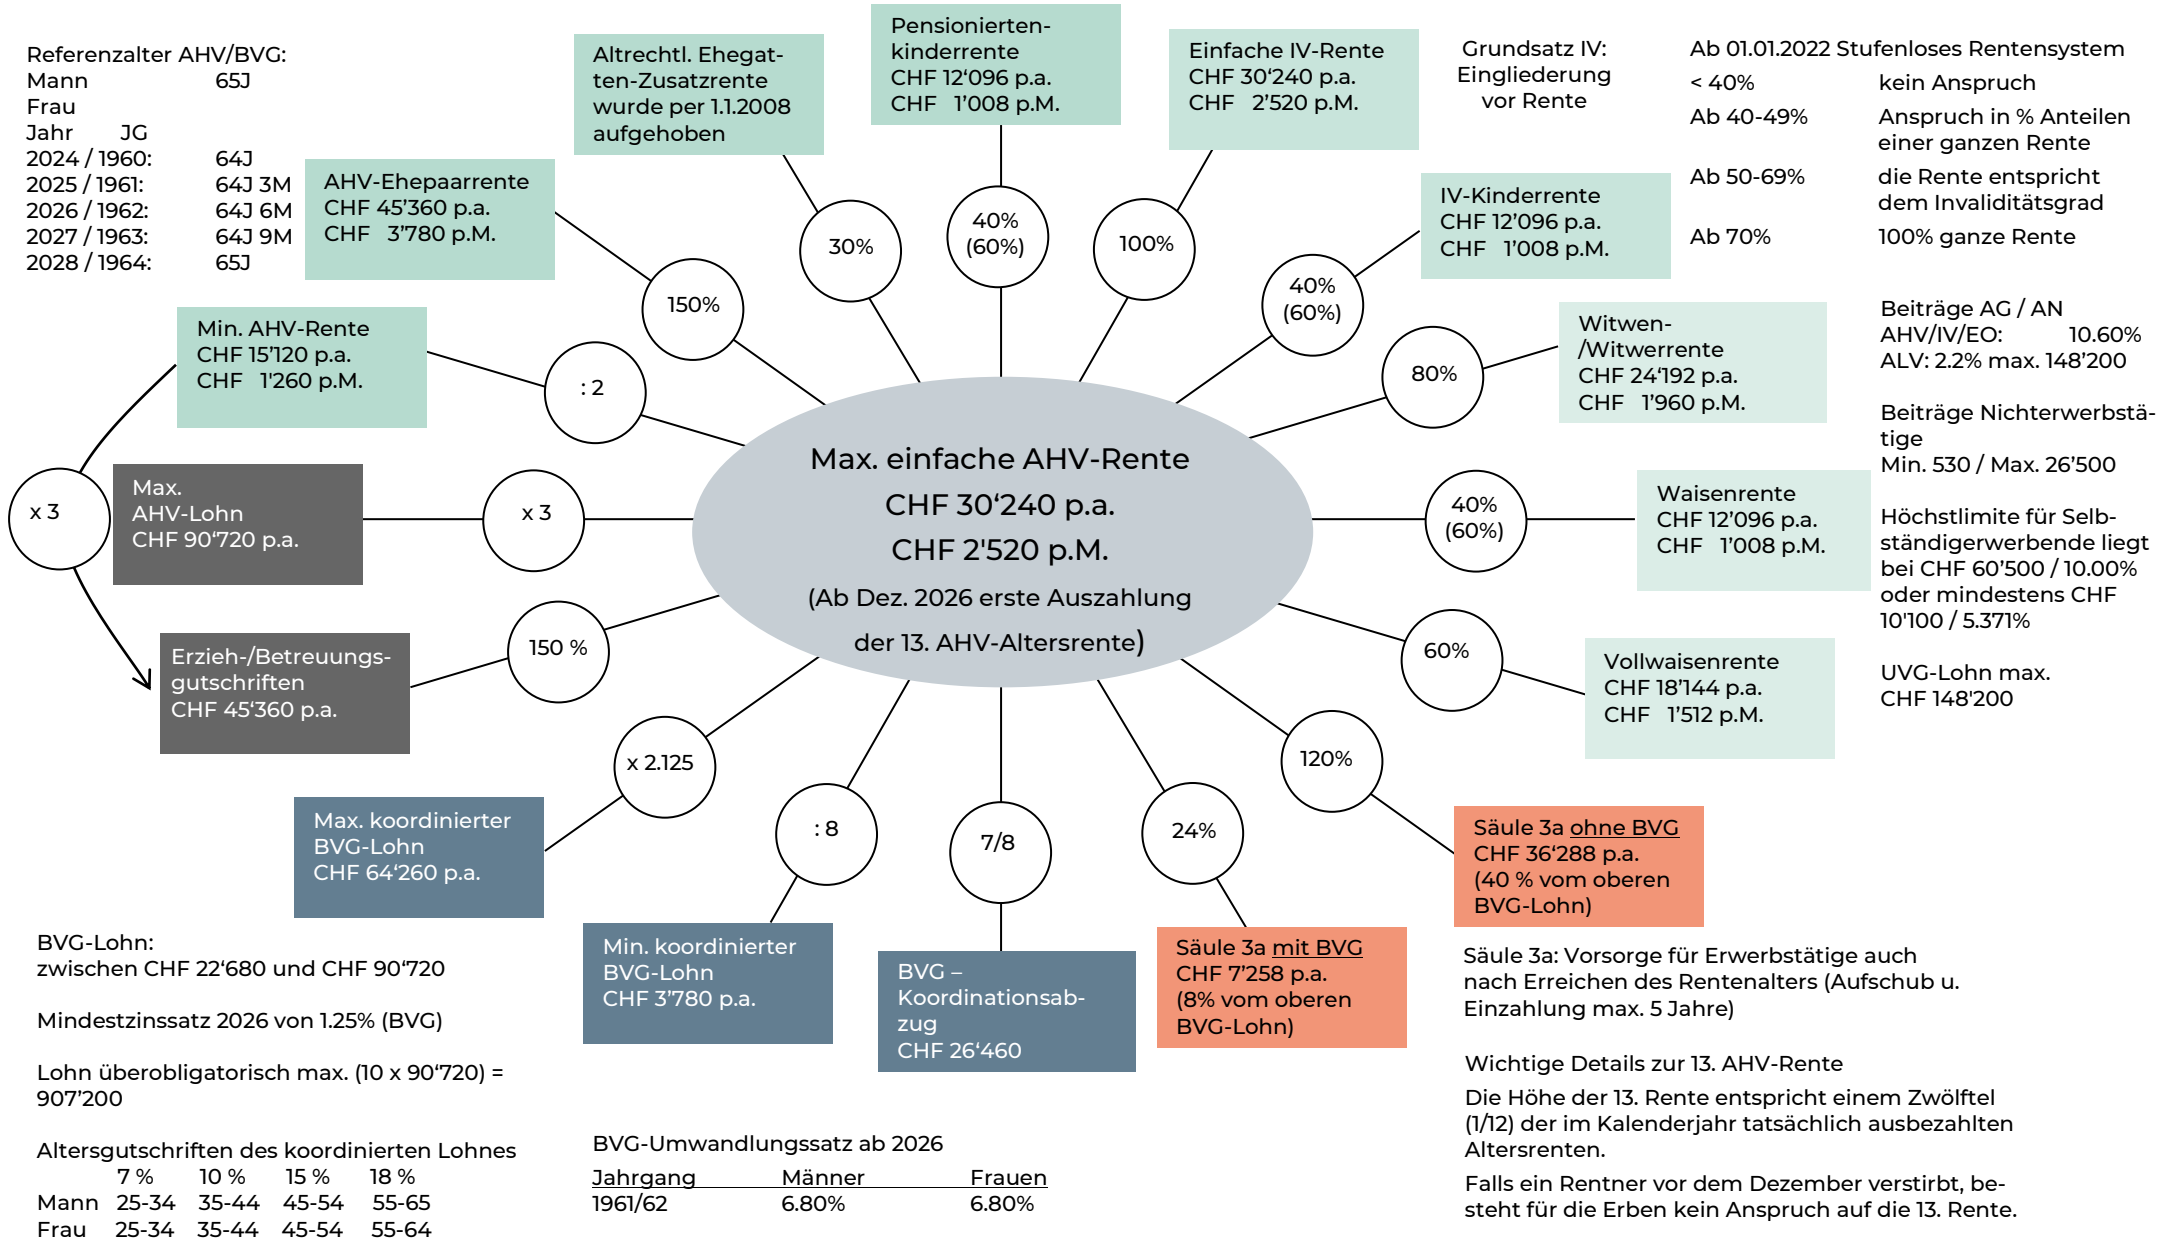 Referenzalter AHV/BVG:
Mann 65J
Frau
Jahr JG
2024 / 1960: 64J
2025 / 1961: 64J 3M
2026 / 1962: 64J 6M
2027 / 1963: 64J 9M
2028 / 1964: 65J
AHV-Ehepaarrente
CHF 45'360 p.a.
CHF 3’780 p.M.
150%
Altrechtl. Ehegat-
ten-Zusatzrente
wurde per 1.1.2008
aufgehoben
30%
Pensionierten-
kinderrente
CHF 12‘096 p.a.
CHF 1’008 p.M.
40%
(60%)
Einfache IV-Rente
CHF 30‘240 p.a.
CHF 2’520 p.M.
100%
Grundsatz IV:
Eingliederung
vor Rente
Ab 01.01.2022 Stufenloses Rentensystem
< 40% kein Anspruch
Ab 40-49% Anspruch in % Anteilen
einer ganzen Rente
Ab 50-69% die Rente entspricht
dem Invaliditätsgrad
Ab 70% 100% ganze Rente
IV-Kinderrente
CHF 12’096 p.a.
CHF 1’008 p.M.
40%
(60%)
Witwen-
/Witwerrente
CHF 24‘192 p.a.
CHF 1’960 p.M.
80%
Waisenrente
CHF 12’096 p.a.
CHF 1’008 p.M.
40%
(60%)
Vollwaisenrente
CHF 18’144 p.a.
CHF 1’512 p.M.
60%
Beiträge AG / AN
AHV/IV/EO: 10.60%
ALV: 2.2% max. 148’200
Beiträge Nichterwerbstä-
tige
Min. 530 / Max. 26’500
Höchstlimite für Selb-
ständigerwerbende liegt
bei CHF 60’500 / 10.00%
oder mindestens CHF
10'100 / 5.371%
UVG-Lohn max.
CHF 148'200
Min. AHV-Rente
CHF 15’120 p.a.
CHF 1'260 p.M.
: 2
x 3
Max.
AHV-Lohn
CHF 90‘720 p.a.
x 3
Max. einfache AHV-Rente
CHF 30‘240 p.a.
CHF 2'520 p.M.
(Ab Dez. 2026 erste Auszahlung
der 13. AHV-Altersrente)
Erzieh-/Betreuungs-
gutschriften
CHF 45‘360 p.a.
150 %
Max. koordinierter
BVG-Lohn
CHF 64‘260 p.a.
x 2.125
Min. koordinierter
BVG-Lohn
CHF 3’780 p.a.
: 8
BVG –
Koordinationsab-
zug
CHF 26‘460
7/8
Säule 3a mit BVG
CHF 7’258 p.a.
(8% vom oberen
BVG-Lohn)
24%
Säule 3a ohne BVG
CHF 36‘288 p.a.
(40 % vom oberen
BVG-Lohn)
120%
BVG-Lohn:
zwischen CHF 22‘680 und CHF 90‘720
Mindestzinssatz 2026 von 1.25% (BVG)
Lohn überobligatorisch max. (10 x 90‘720) =
907’200
Altersgutschriften des koordinierten Lohnes
7 % 10 % 15 % 18 %
Mann 25-34 35-44 45-54 55-65
Frau 25-34 35-44 45-54 55-64
BVG-Umwandlungssatz ab 2026
Jahrgang Männer Frauen
1961/62 6.80% 6.80%
Säule 3a: Vorsorge für Erwerbstätige auch
nach Erreichen des Rentenalters (Aufschub u.
Einzahlung max. 5 Jahre)
Wichtige Details zur 13. AHV-Rente
Die Höhe der 13. Rente entspricht einem Zwölftel
(1/12) der im Kalenderjahr tatsächlich ausbezahlten
Altersrenten.
Falls ein Rentner vor dem Dezember verstirbt, be-
steht für die Erben kein Anspruch auf die 13. Rente.